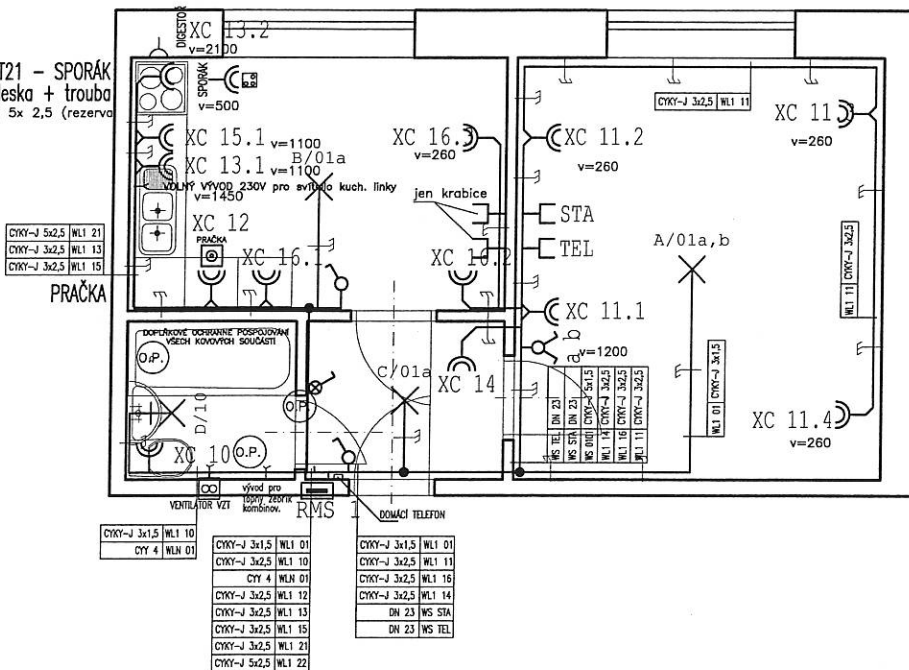 DIGESTOŘ
XC 13.2
v=2100
T21 – SPORÁK
deska + trouba
5x 2,5 (rezerva
SPORÁK
v=500
CYKY-J 3x2,5 WL1 11
XC 11
v=260
XC 15.1 v=1100
XC 13.1 v=1100
B/01a
XC 16.3
v=260
XC 11.2
v=260
VOLNÝ VÝVOD 230V pro svítidlo kuch. linky
v=1450
jen krabice
STA
TEL
XC 12
PRAČKA
A/01a,b
CYKY-J 5x2,5 WL1 21
CYKY-J 3x2,5 WL1 13
CYKY-J 3x2,5 WL1 15
PRAČKA
XC 16.1
XC 16.2
WL1 11 CYKY-J 3x2,5
XC 11.1
a b
v=1200
DOPLŇKOVÉ OCHRANNÉ POSPOJOVÁNÍ
VŠECH KOVOVÝCH SOUČÁSTÍ
O.P.
C/01a
XC 14
WL1 01 CYKY-J 3x1,5
D/10
O.P.
WS TEL DN 23
WS STA DN 23
CYKY-J 5x1,5
WL1 14 CYKY-J 3x2,5
WL1 16 CYKY-J 3x2,5
WL1 11 CYKY-J 3x2,5
XC 11.4
v=260
XC 10
O.P.
VENTILÁTOR VZT
vývod pro
topný žebřík
kombinov.
RMS 1
DOMÁCÍ TELEFON
CYKY-J 3x1,5 WL1 10
CYY 4 WLN 01
CYKY-J 3x1,5 WL1 01
CYKY-J 3x2,5 WL1 10
CYY 4 WLN 01
CYKY-J 3x2,5 WL1 12
CYKY-J 3x2,5 WL1 13
CYKY-J 3x2,5 WL1 15
CYKY-J 3x2,5 WL1 21
CYKY-J 5x2,5 WL1 22
CYKY-J 3x1,5 WL1 01
CYKY-J 3x2,5 WL1 11
CYKY-J 3x2,5 WL1 16
CYKY-J 3x2,5 WL1 14
DN 23 WS STA
DN 23 WS TEL